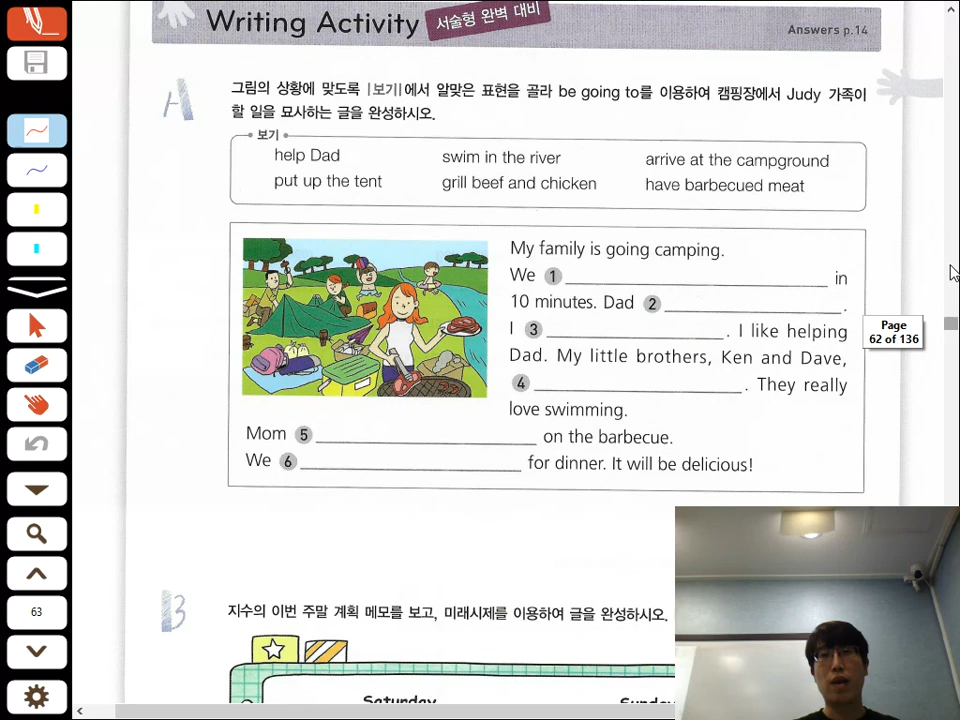 Writing Activity 서술형 완벽 대비
Answers p.14
A 그림의 상황에 맞도록 |보기|에서 알맞은 표현을 골라 be going to를 이용하여 캠핑장에서 Judy 가족이
할 일을 묘사하는 글을 완성하시오.
보기
help Dad swim in the river arrive at the campground
put up the tent grill beef and chicken have barbecued meat
My family is going camping.
We 1 ______ in
10 minutes. Dad 2 ______ .
I 3 ______ . I like helping
Dad. My little brothers, Ken and Dave,
4 ______ . They really
love swimming.
Mom 5 ______ on the barbecue.
We 6 ______ for dinner. It will be delicious!
Page
62 of 136
B 지수의 이번 주말 계획 메모를 보고, 미래시제를 이용하여 글을 완성하시오.
Saturday Sunday
63